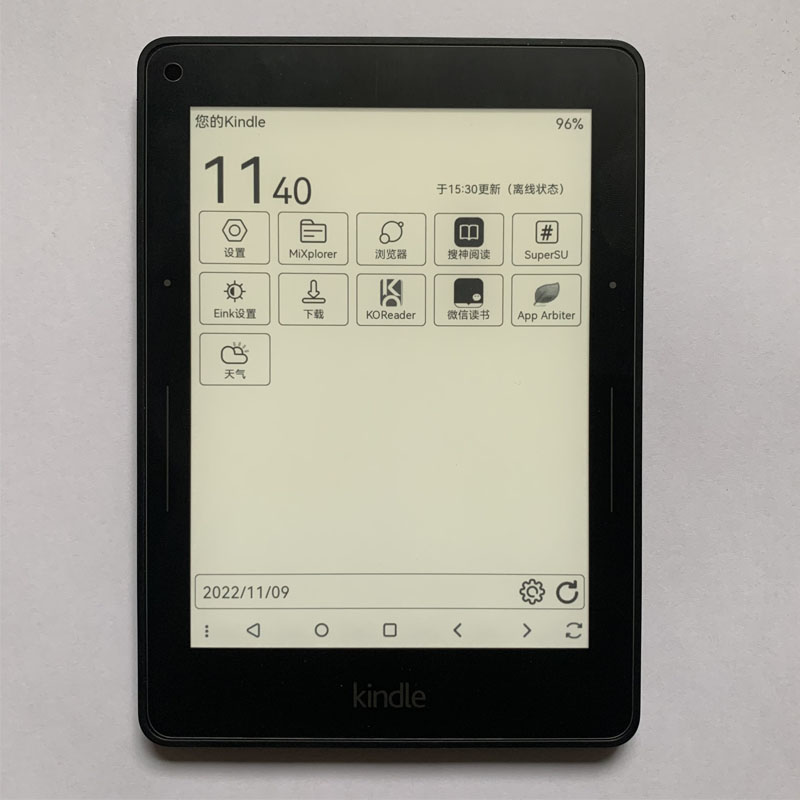 您的Kindle 96%
11 40
于15:30更新（离线状态）
设置 MiXplorer 浏览器 搜神阅读 SuperSU
Eink设置 下载 KOReader 微信读书 App Arbiter
天气
2022/11/09
kindle